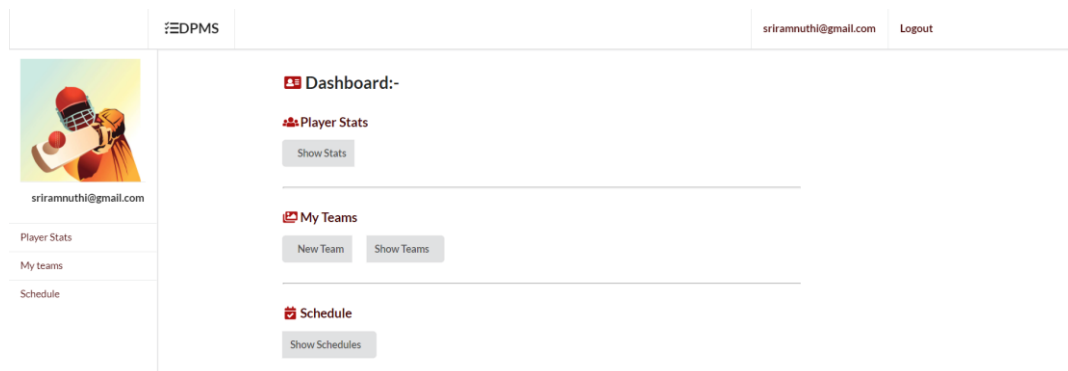 DPMS
sriramnuthi@gmail.com
Logout
sriramnuthi@gmail.com
Player Stats
My teams
Schedule
Dashboard:-
Player Stats
Show Stats
My Teams
New Team
Show Teams
Schedule
Show Schedules